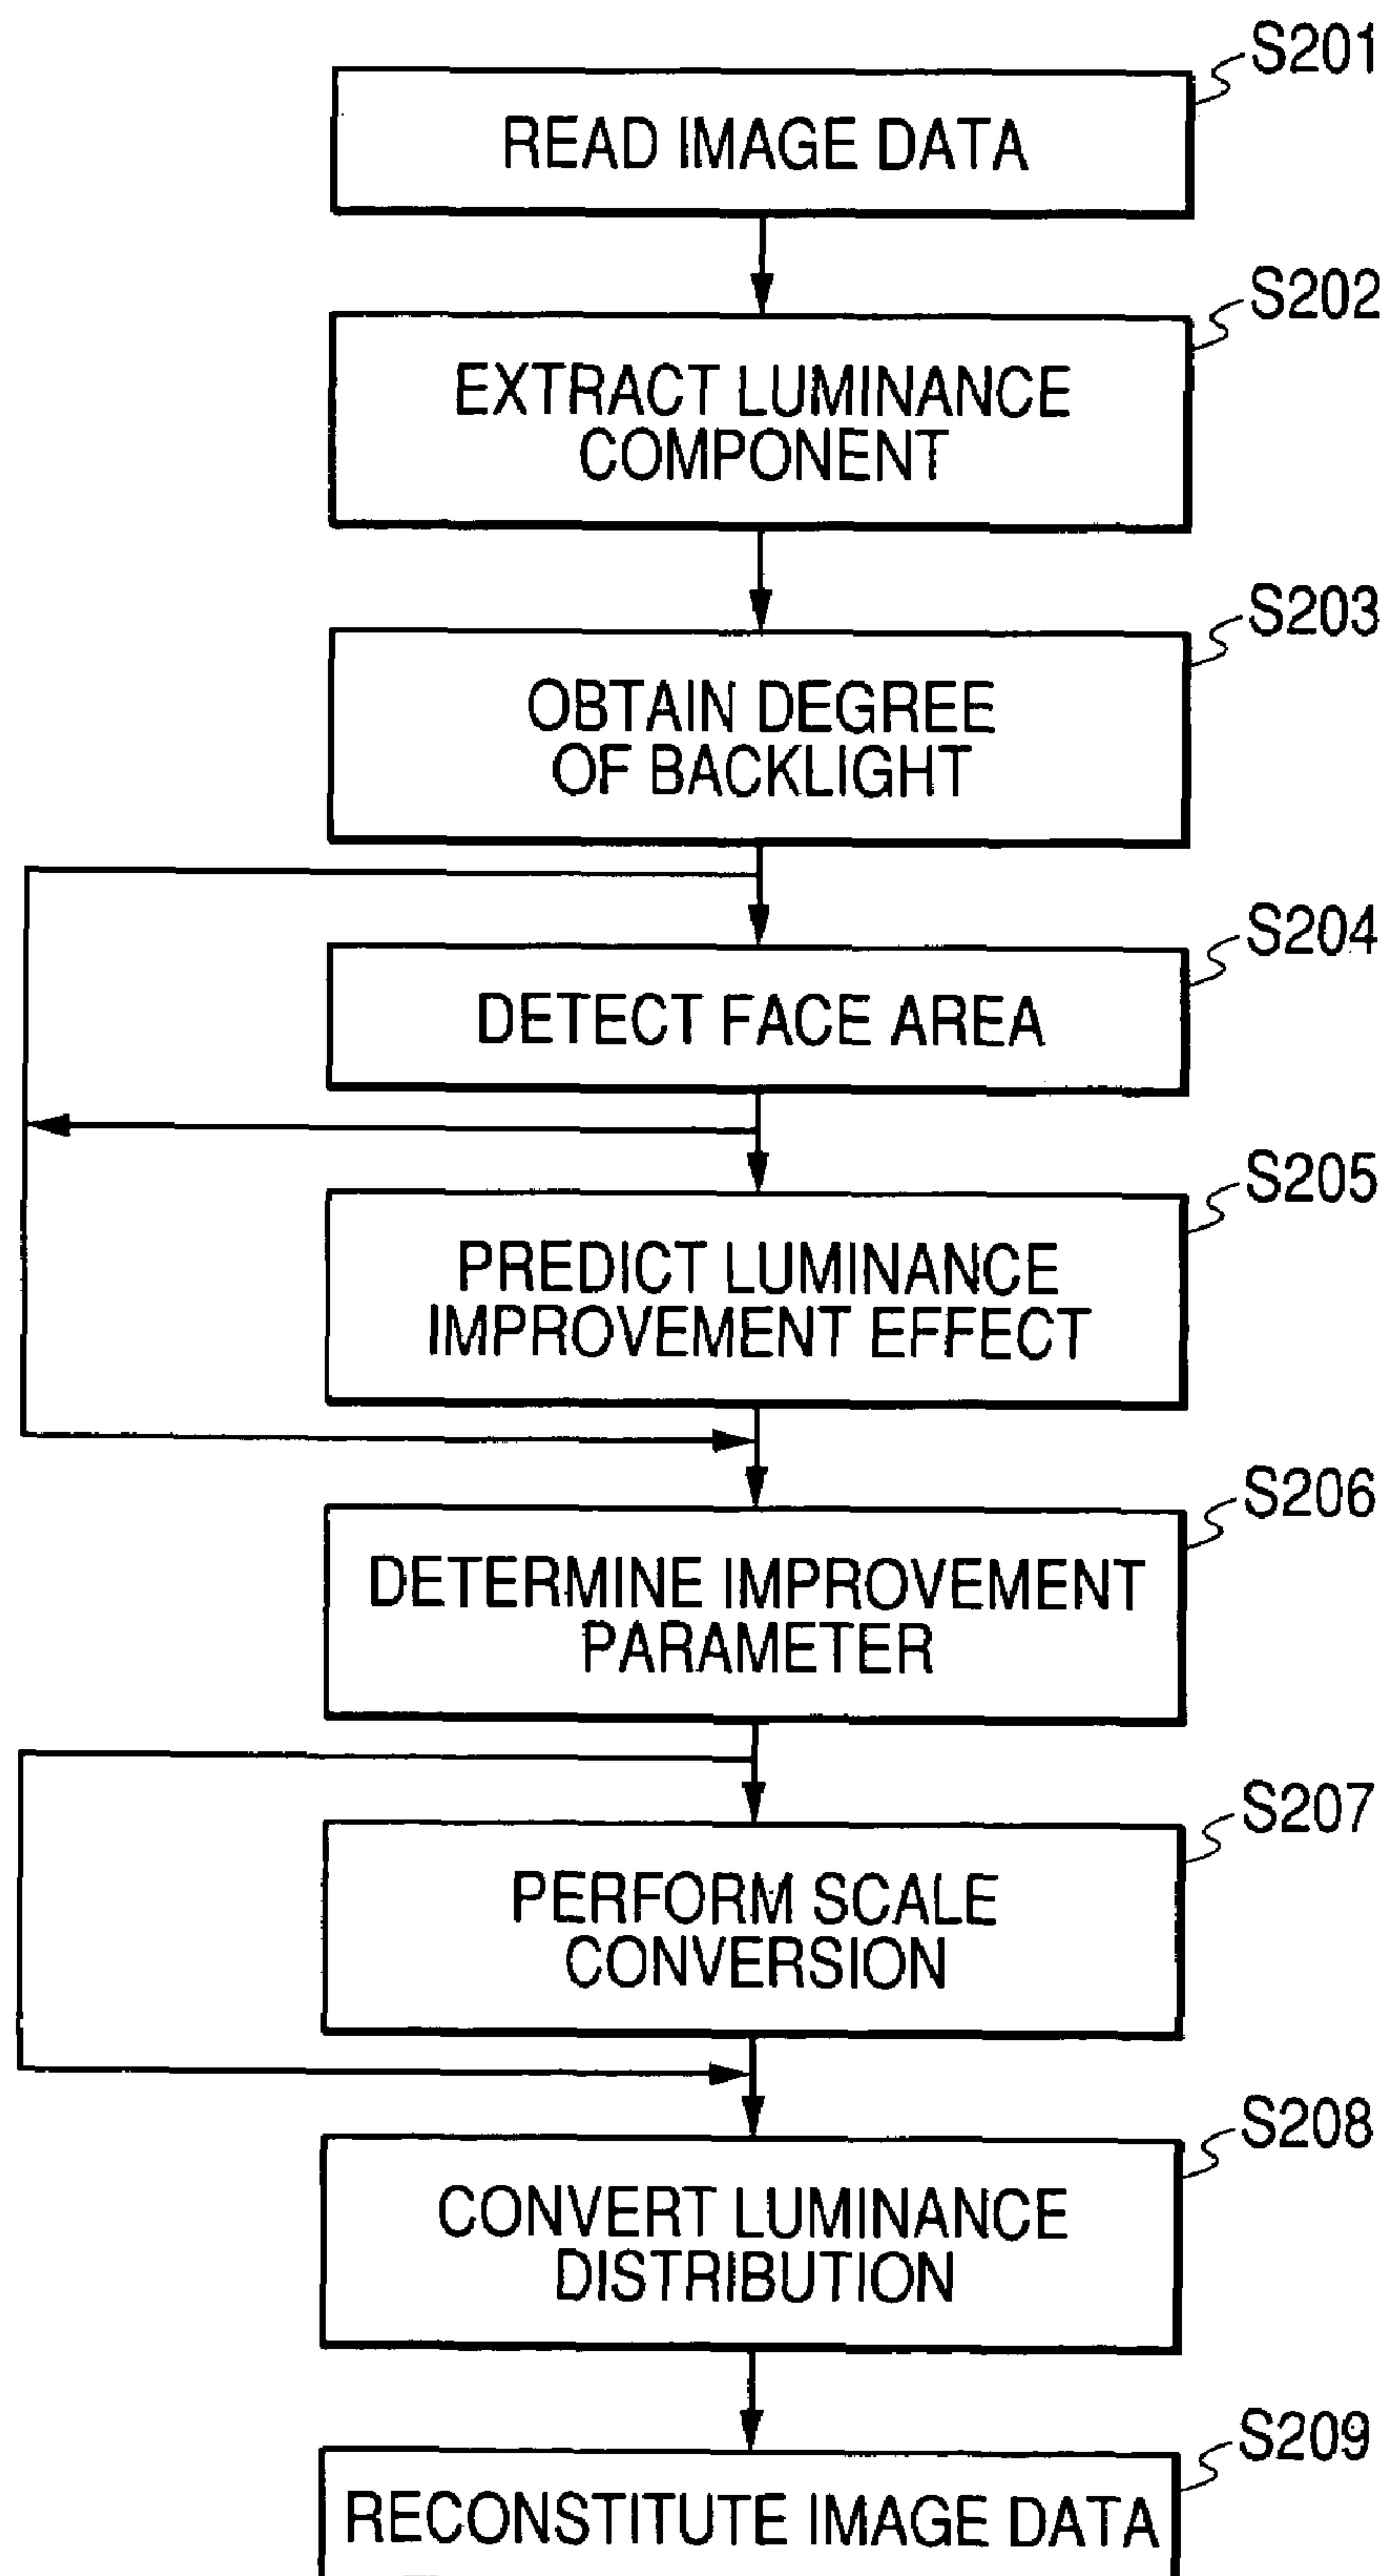 S201
READ IMAGE DATA
S202
EXTRACT LUMINANCE
COMPONENT
S203
OBTAIN DEGREE
OF BACKLIGHT
S204
DETECT FACE AREA
S205
PREDICT LUMINANCE
IMPROVEMENT EFFECT
S206
DETERMINE IMPROVEMENT
PARAMETER
S207
PERFORM SCALE
CONVERSION
S208
CONVERT LUMINANCE
DISTRIBUTION
S209
RECONSTITUTE IMAGE DATA